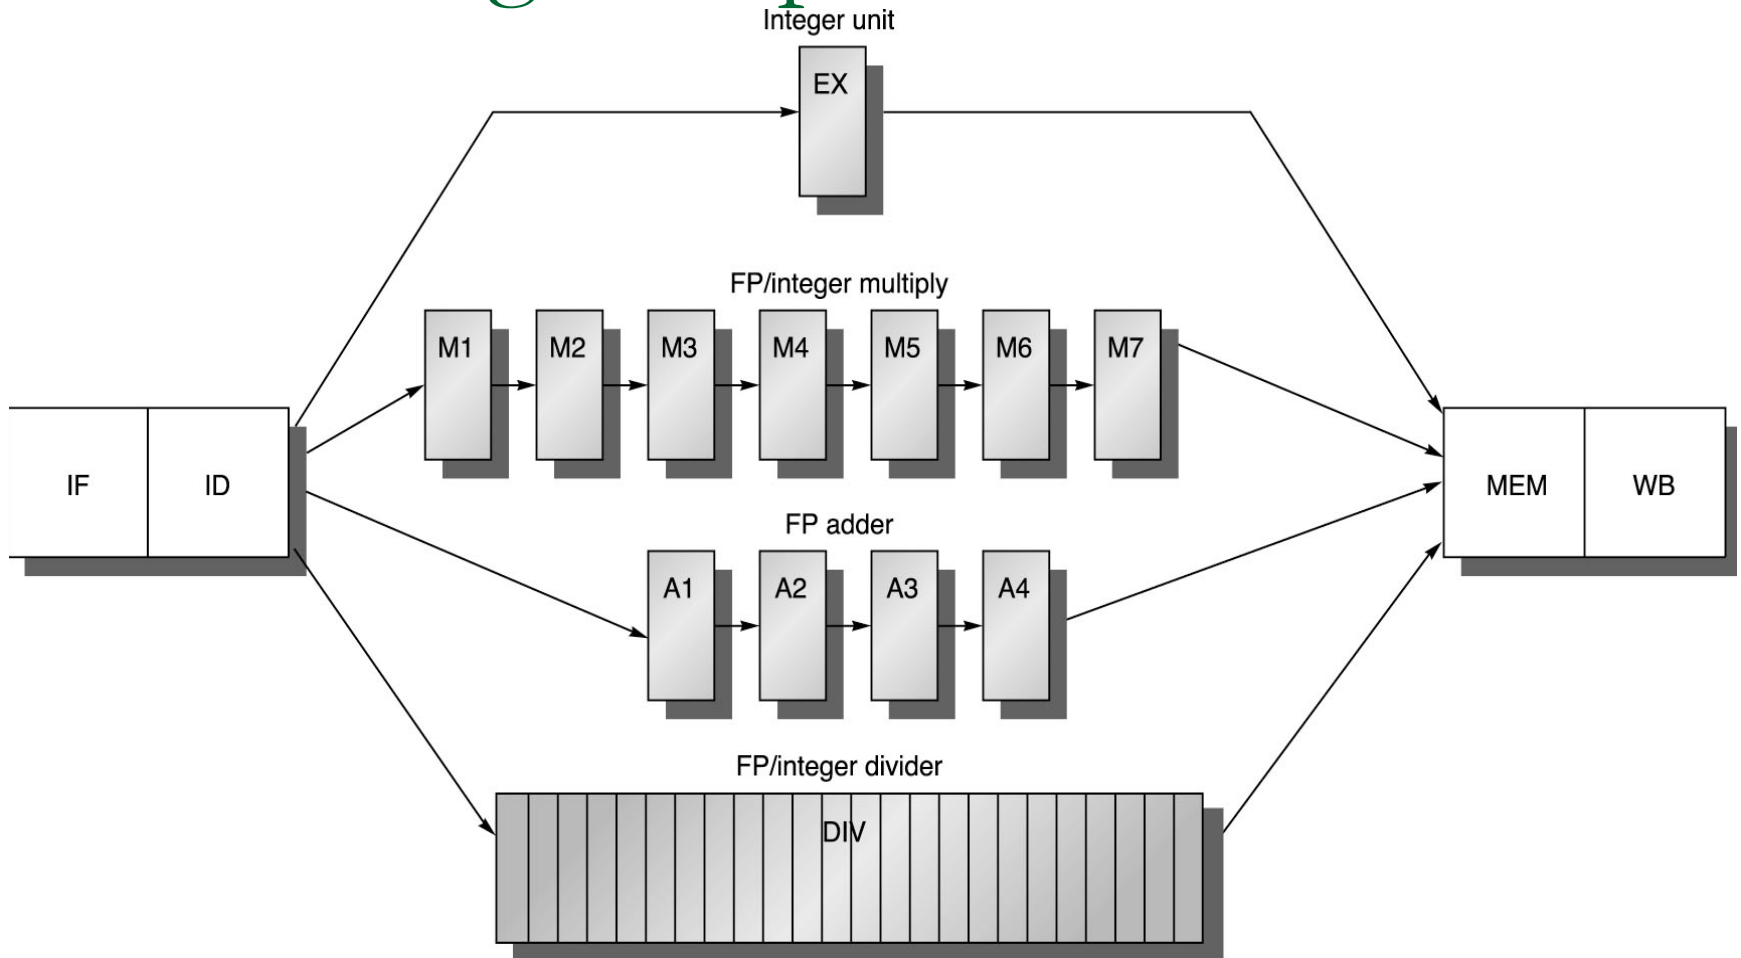 Integer unit
EX
FP/integer multiply
M1 M2 M3 M4 M5 M6 M7
IF ID
MEM WB
FP adder
A1 A2 A3 A4
FP/integer divider
DIV